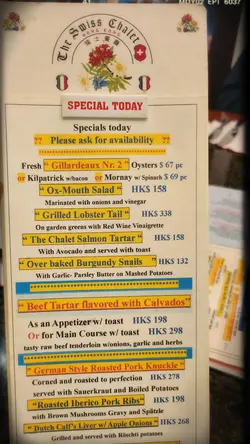 The Swiss Chalet
HONG KONG
瑞士餐廳
SPECIAL TODAY
Specials today
?? Please ask for availability ??
Fresh " Gillardeaux Nr. 2 " Oysters $ 67 pc
or Kilpatrick w/bacon or Mornay w/ Spinach $ 69 pc
"Ox-Mouth Salad" HK$ 158
Marinated with onions and vinegar
" Grilled Lobster Tail " HK$ 338
On garden greens with Red Wine Vinaigrette
" The Chalet Salmon Tartar " HK$ 158
With Avocado and served with toast
" Over baked Burgundy Snails " HK$ 132
With Garlic- Parsley Butter on Mashed Potatoes
" Beef Tartar flavored with Calvados"
As an Appetizer w/ toast HK$ 198
Or for Main Course w/ toast HK$ 298
tasty raw beef tenderloin w/onions, garlic and herbs
" German Style Roasted Pork Knuckle "
Corned and roasted to perfection HK$ 278
served with Sauerkraut and Boiled Potatoes
"Roasted Iberico Pork Ribs" HK$ 198
with Brown Mushrooms Gravy and Spätzle
" Dutch Calf's Liver w/ Apple Onions " HK$ 268
Grilled and served with Röschti potatoes